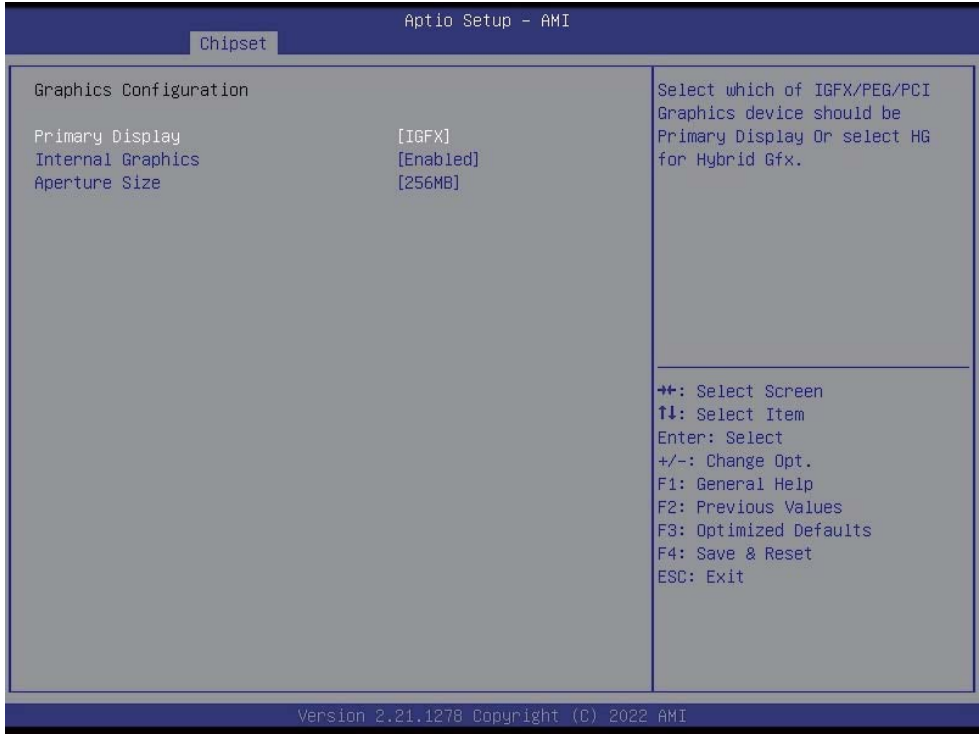 Aptio Setup - AMI
Chipset
Graphics Configuration
Primary Display [IGFX]
Internal Graphics [Enabled]
Aperture Size [256MB]
Select which of IGFX/PEG/PCI
Graphics device should be
Primary Display Or select HG
for Hybrid Gfx.
→←: Select Screen
↑↓: Select Item
Enter: Select
+/-: Change Opt.
F1: General Help
F2: Previous Values
F3: Optimized Defaults
F4: Save & Reset
ESC: Exit
Version 2.21.1278 Copyright (C) 2022 AMI